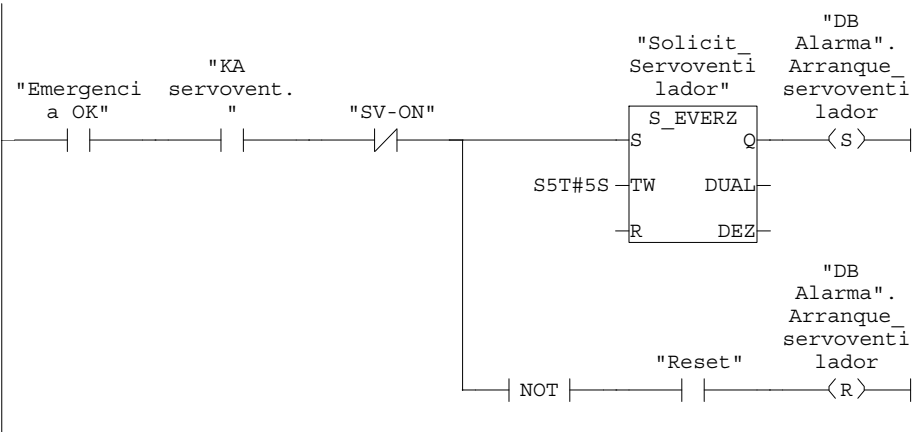 "DB
"Solicit_ Alarma".
"KA Servoventi Arranque_
"Emergenci servovent. lador" servoventi
a OK" " "SV-ON" S_EVERZ lador
S Q S
S5T#5S TW DUAL
R DEZ
"DB
Alarma".
Arranque_
servoventi
"Reset" lador
NOT R